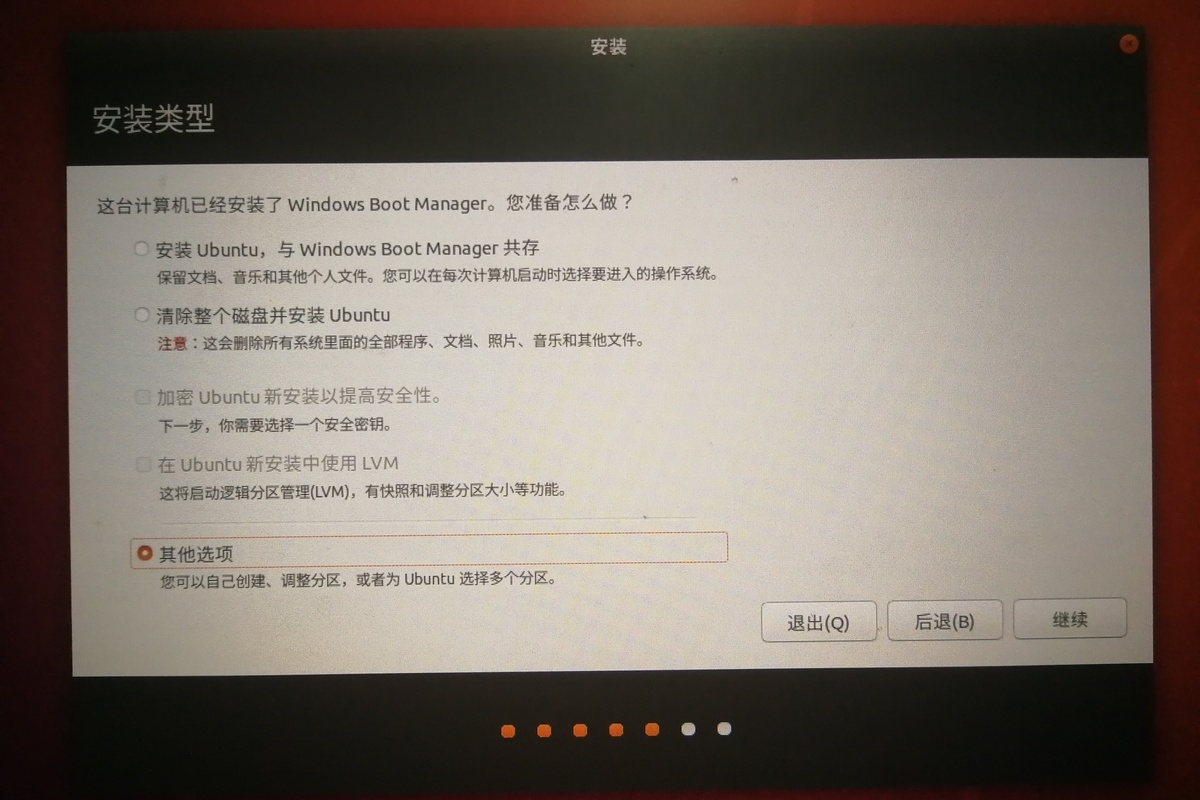 安装
安装类型
这台计算机已经安装了 Windows Boot Manager。您准备怎么做？
安装 Ubuntu，与 Windows Boot Manager 共存
保留文档、音乐和其他个人文件。您可以在每次计算机启动时选择要进入的操作系统。
清除整个磁盘并安装 Ubuntu
注意：这会删除所有系统里面的全部程序、文档、照片、音乐和其他文件。
加密 Ubuntu 新安装以提高安全性。
下一步，你需要选择一个安全密钥。
在 Ubuntu 新安装中使用 LVM
这将启动逻辑分区管理(LVM)，有快照和调整分区大小等功能。
其他选项
您可以自己创建、调整分区，或者为 Ubuntu 选择多个分区。
退出(Q) 后退(B) 继续